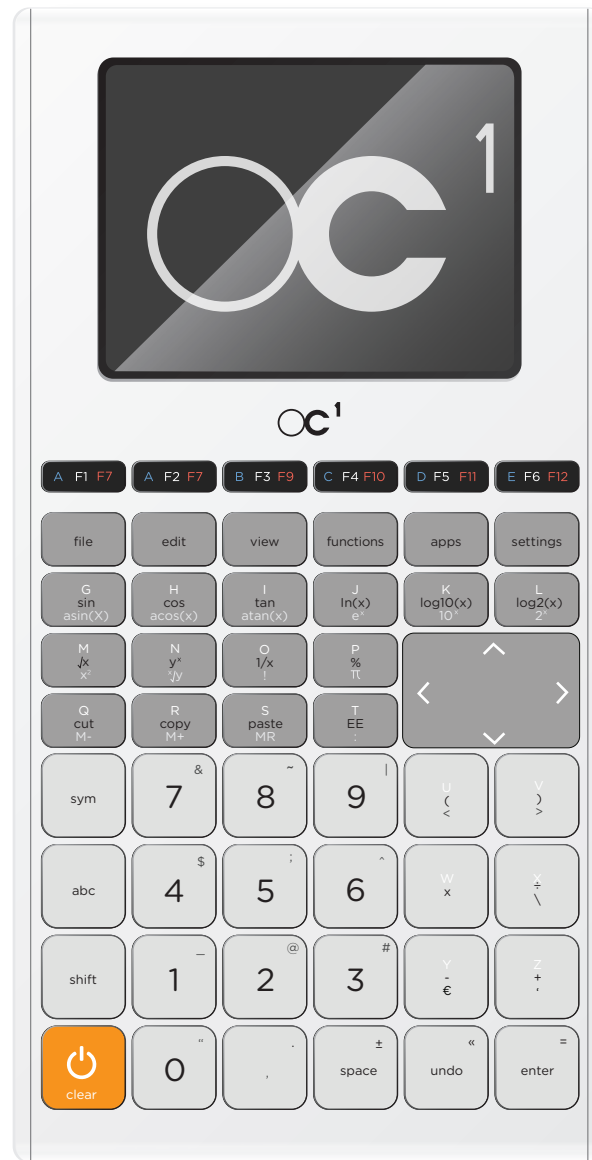 OC 1
OC 1
A F1 F7 A F2 F7 B F3 F9 C F4 F10 D F5 F11 E F6 F12
file edit view functions apps settings
G H I J K L
sin cos tan ln(x) log10(x) log2(x)
asin(X) acos(x) atan(x) eˣ 10ˣ 2ˣ
M N O P
√x yˣ 1/x %
x² ˣ√y ! π
Q R S T
cut copy paste EE
M- M+ MR :
& ~ | U V
sym 7 8 9 ( )
< >
$ ; ^ W X
abc 4 5 6 x ÷
\
_ @ # Y Z
shift 1 2 3 - +
€ '
“ . ± « =
clear 0 , space undo enter